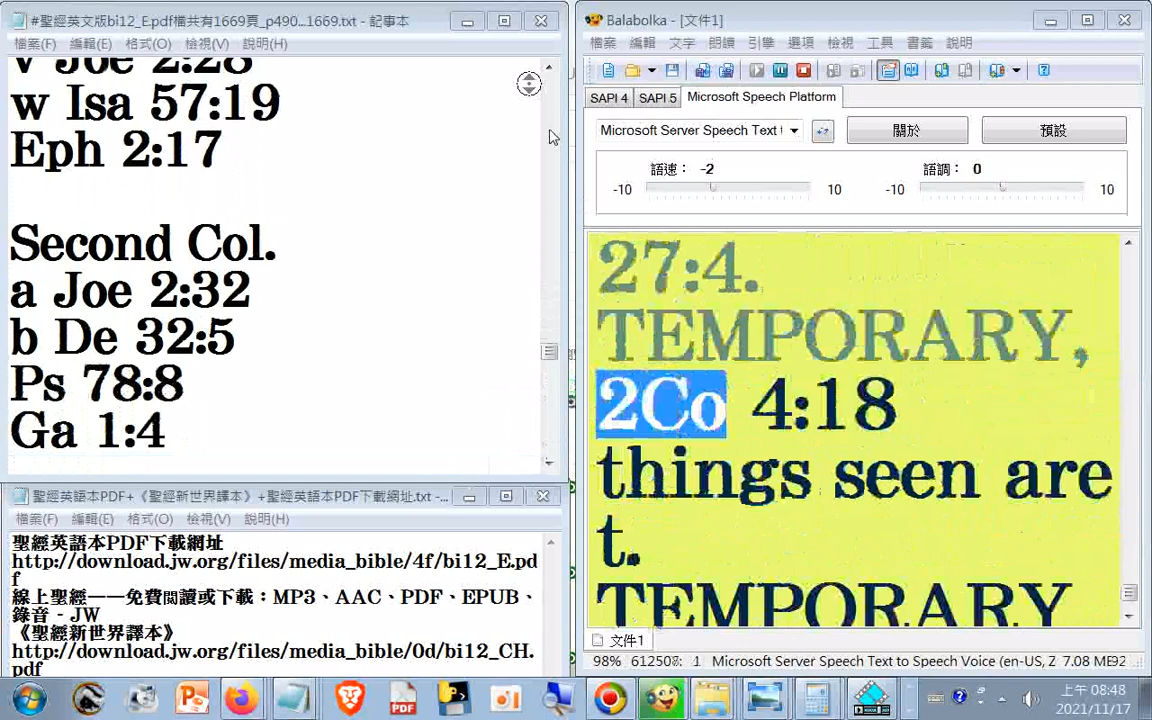 #聖經英文版bi12_E.pdf檔共有1669頁_p490...1669.txt - 記事本
檔案(F) 編輯(E) 格式(O) 檢視(V) 說明(H)
v Joe 2:28
w Isa 57:19
Eph 2:17
Second Col.
a Joe 2:32
b De 32:5
Ps 78:8
Ga 1:4
聖經英語本PDF+《聖經新世界譯本》+聖經英語本PDF下載網址.txt - ...
檔案(F) 編輯(E) 格式(O) 檢視(V) 說明(H)
聖經英語本PDF下載網址
http://download.jw.org/files/media_bible/4f/bi12_E.pd
f
線上聖經——免費閱讀或下載：MP3、AAC、PDF、EPUB、
錄音 - JW
《聖經新世界譯本》
http://download.jw.org/files/media_bible/0d/bi12_CH.
pdf
Balabolka - [文件1]
檔案 編輯 文字 朗讀 引擎 選項 檢視 工具 書籤 說明
SAPI 4 SAPI 5 Microsoft Speech Platform
Microsoft Server Speech Text t 關於 預設
語速： -2 語調： 0
-10 10 -10 10
27:4.
TEMPORARY,
2Co 4:18
things seen are
t.
TEMPORARY
文件1
98% 61250 : 1 Microsoft Server Speech Text to Speech Voice (en-US, Z 7.08 ME92
PDF
上午 08:48
2021/11/17